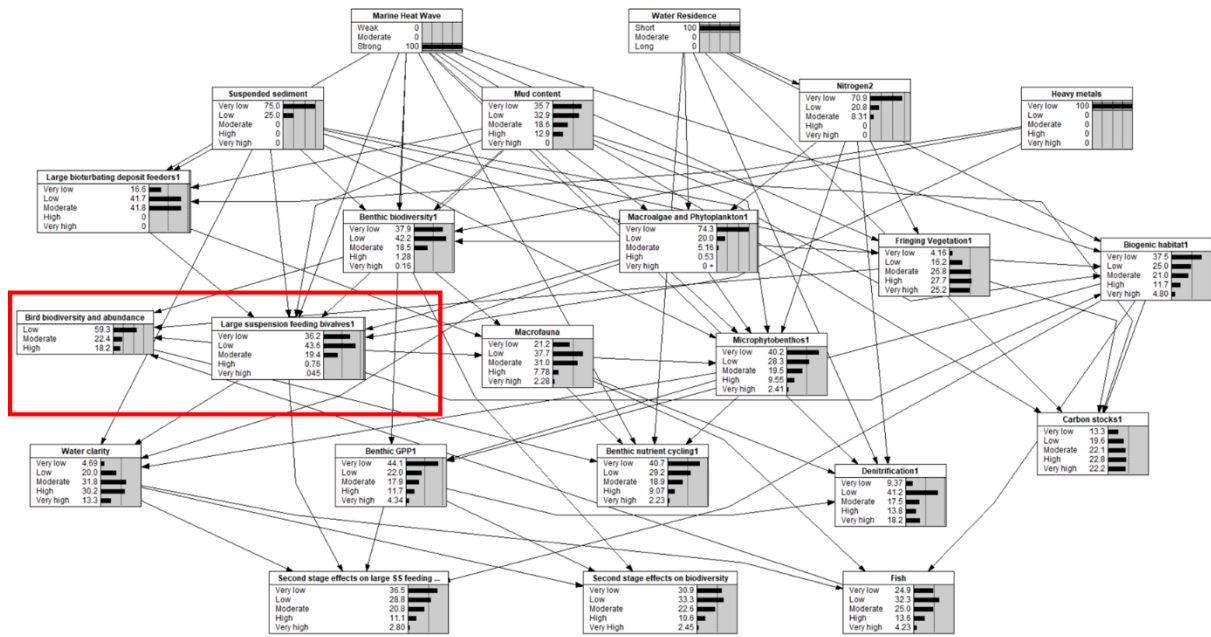 Marine Heat Wave
Weak 0
Moderate 0
Strong 100
Water Residence
Short 100
Moderate 0
Long 0
Suspended sediment
Very low 75.0
Low 25.0
Moderate 0
High 0
Very high 0
Mud content
Very low 35.7
Low 32.9
Moderate 18.6
High 12.9
Very high 0
Nitrogen2
Very low 70.9
Low 20.8
Moderate 8.31
High 0
Very high 0
Heavy metals
Very low 100
Low 0
Moderate 0
High 0
Very high 0
Large bioturbating deposit feeders1
Very low 16.6
Low 41.7
Moderate 41.8
High 0
Very high 0
Benthic biodiversity1
Very low 37.9
Low 42.2
Moderate 18.5
High 1.28
Very high 0.16
Macroalgae and Phytoplankton1
Very low 74.3
Low 20.0
Moderate 5.16
High 0.53
Very high 0 +
Fringing Vegetation1
Very low 4.16
Low 16.2
Moderate 26.8
High 27.7
Very high 25.2
Biogenic habitat1
Very low 37.5
Low 25.0
Moderate 21.0
High 11.7
Very high 4.80
Bird biodiversity and abundance
Low 59.3
Moderate 22.4
High 18.2
Large suspension feeding bivalves1
Very low 36.2
Low 43.6
Moderate 19.4
High 0.76
Very high .045
Macrofauna
Very low 21.2
Low 37.7
Moderate 31.0
High 7.78
Very high 2.28
Microphytobenthos1
Very low 40.2
Low 28.3
Moderate 19.5
High 9.55
Very high 2.41
Carbon stocks1
Very low 13.3
Low 19.6
Moderate 22.1
High 22.8
Very high 22.2
Water clarity
Very low 4.69
Low 20.0
Moderate 31.8
High 30.2
Very high 13.3
Benthic GPP1
Very low 44.1
Low 22.0
Moderate 17.9
High 11.7
Very high 4.34
Benthic nutrient cycling1
Very low 40.7
Low 29.2
Moderate 18.9
High 9.07
Very high 2.23
Denitrification1
Very low 9.37
Low 41.2
Moderate 17.5
High 13.8
Very high 18.2
Second stage effects on large SS feeding ...
Very low 36.5
Low 28.8
Moderate 20.8
High 11.1
Very high 2.80
Second stage effects on biodiversity
Very low 30.9
Low 33.3
Moderate 22.6
High 10.6
Very high 2.45
Fish
Very low 24.9
Low 32.3
Moderate 25.0
High 13.6
Very high 4.23